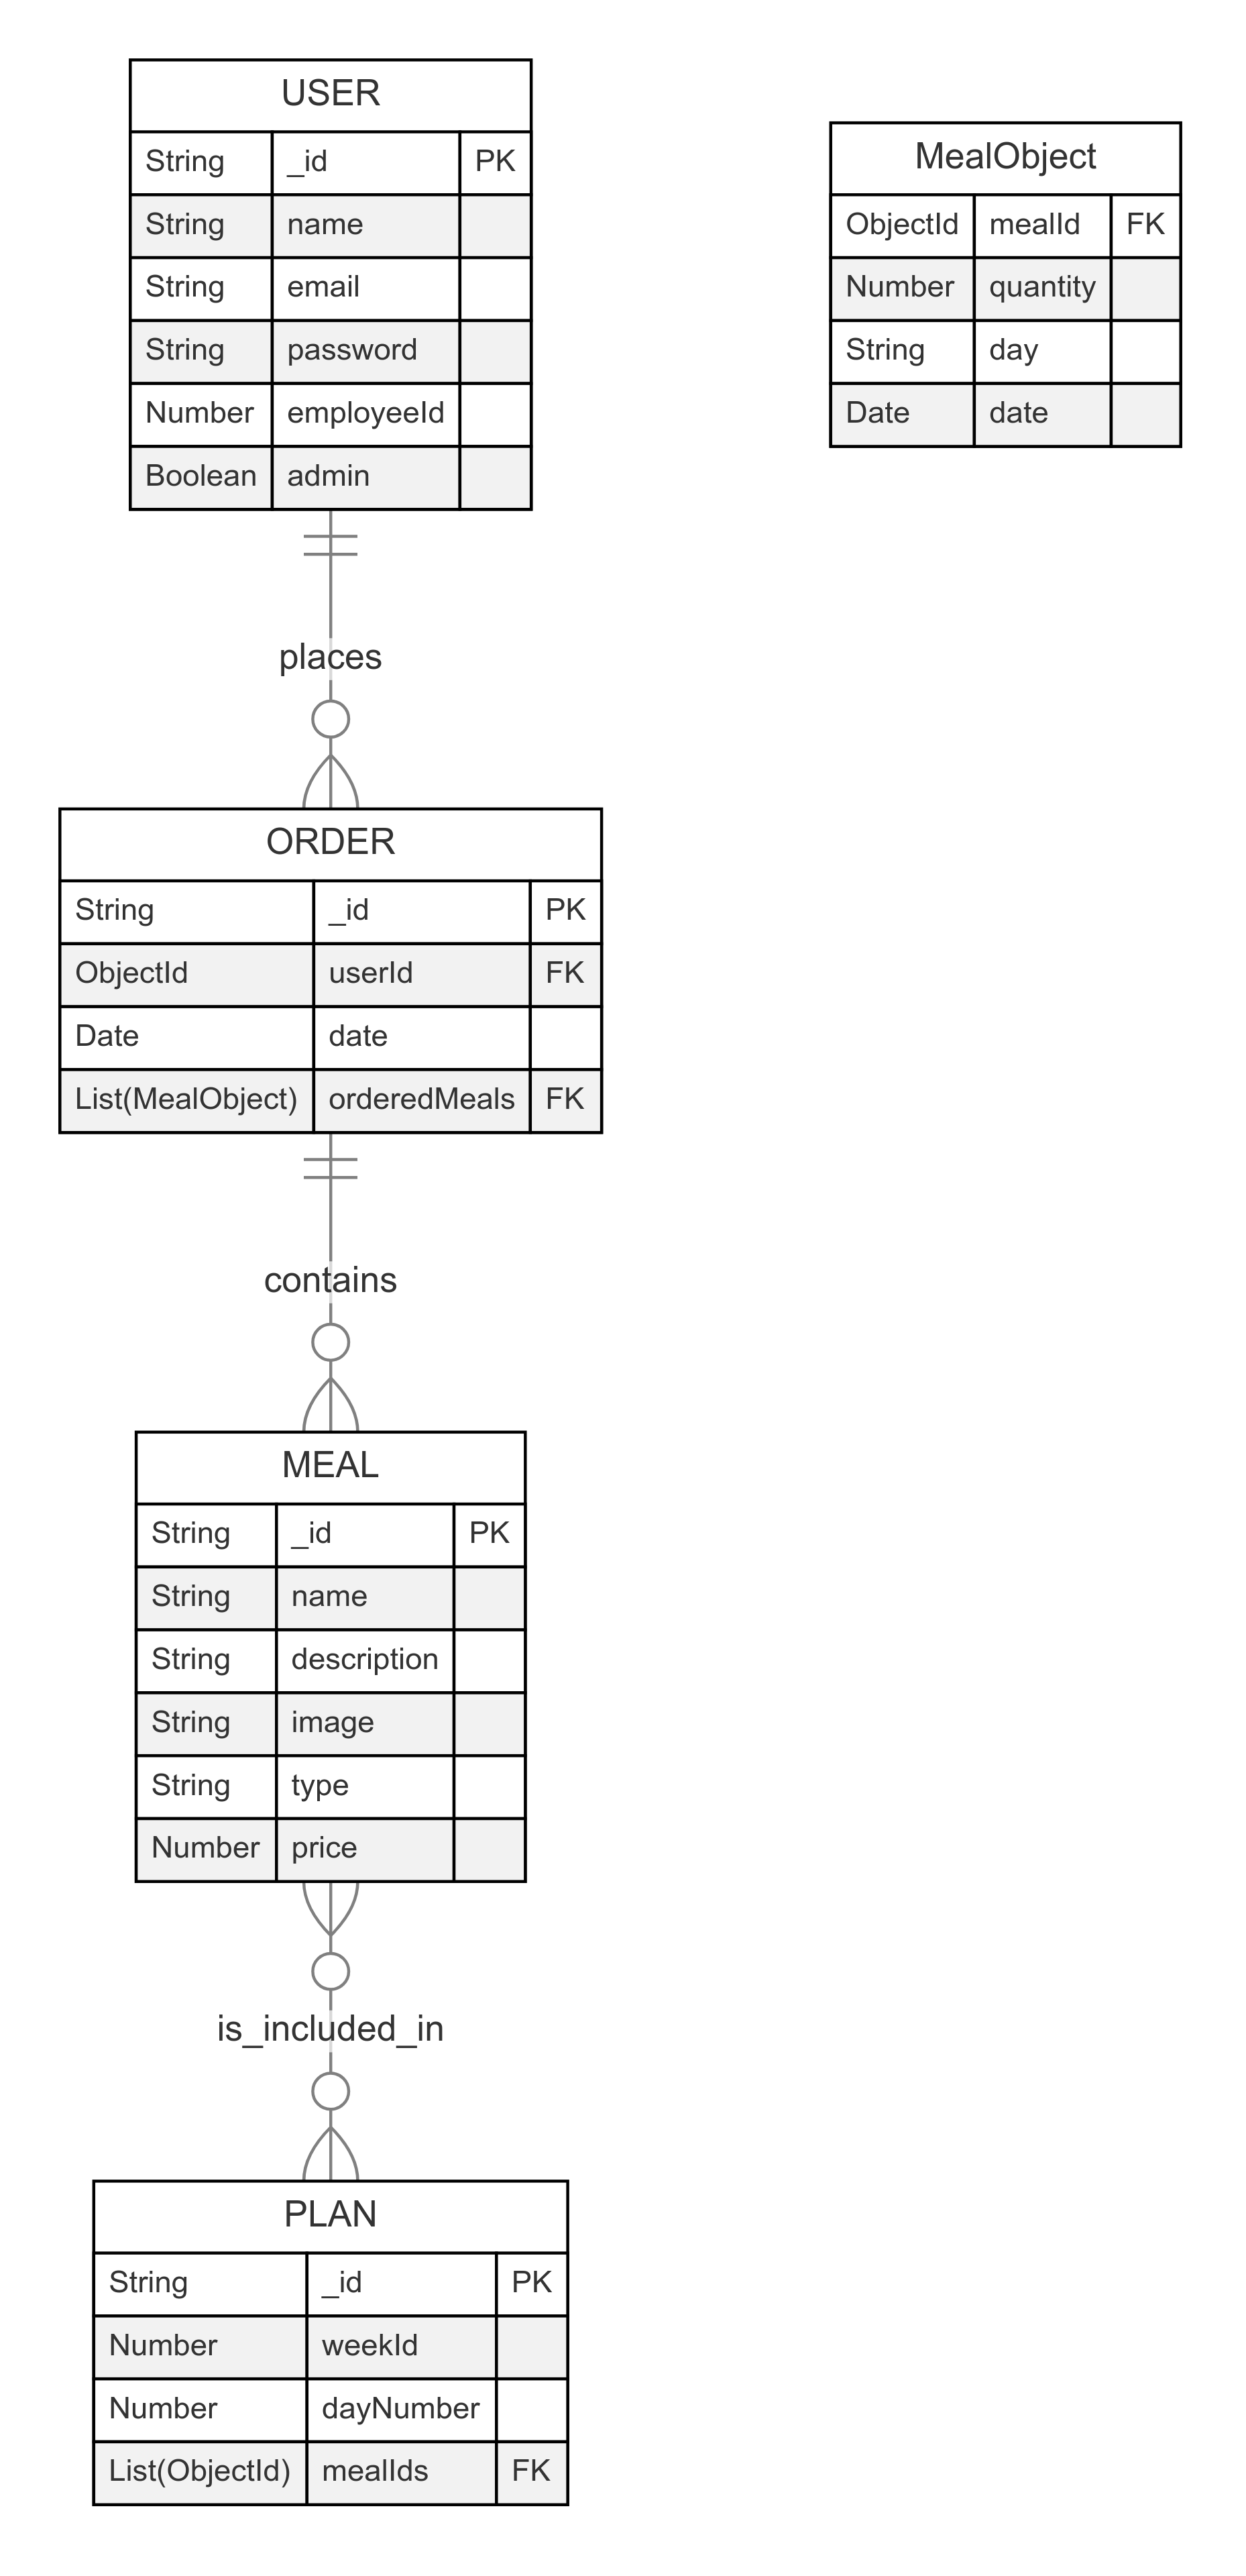 USER
String _id PK
String name
String email
String password
Number employeeId
Boolean admin
MealObject
ObjectId mealId FK
Number quantity
String day
Date date
places
ORDER
String _id PK
ObjectId userId FK
Date date
List(MealObject) orderedMeals FK
contains
MEAL
String _id PK
String name
String description
String image
String type
Number price
is_included_in
PLAN
String _id PK
Number weekId
Number dayNumber
List(ObjectId) mealIds FK